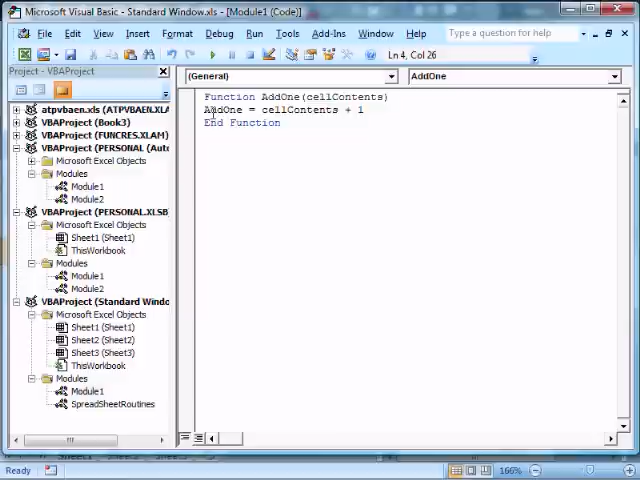 Microsoft Visual Basic - Standard Window.xls - [Module1 (Code)]
File Edit View Insert Format Debug Run Tools Add-Ins Window Help Type a question for help
Ln 4, Col 26
Project - VBAProject
(General) AddOne
atpvbaen.xls (ATPVBAEN.XLA
VBAProject (Book3)
VBAProject (FUNCRES.XLAM)
VBAProject (PERSONAL (Auto
Microsoft Excel Objects
Modules
Module1
Module2
VBAProject (PERSONAL.XLSB
Microsoft Excel Objects
Sheet1 (Sheet1)
ThisWorkbook
Modules
Module1
Module2
VBAProject (Standard Windo
Microsoft Excel Objects
Sheet1 (Sheet1)
Sheet2 (Sheet2)
Sheet3 (Sheet3)
ThisWorkbook
Modules
Module1
SpreadSheetRoutines
Function AddOne(cellContents)
AddOne = cellContents + 1
End Function
Ready 166%